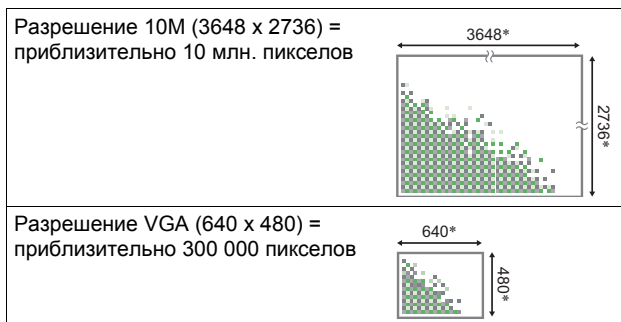 Разрешение 10M (3648 x 2736) =
приблизительно 10 млн. пикселов
3648*
2736*
Разрешение VGA (640 x 480) =
приблизительно 300 000 пикселов
640*
480*